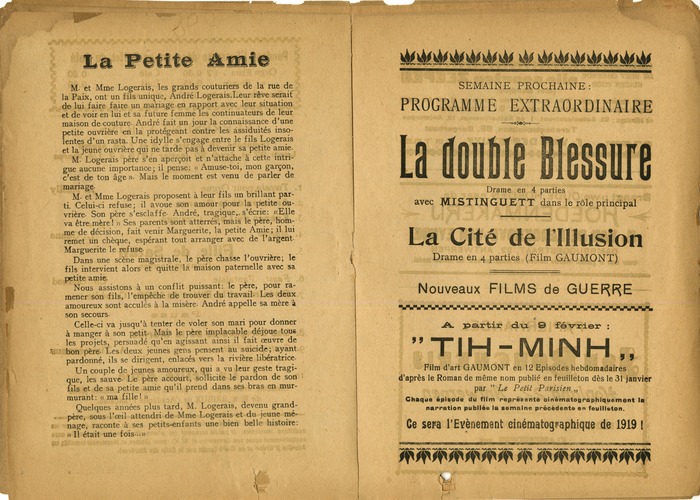 La Petite Amie
M. et Mme Logerais, les grands couturiers de la rue de
la Paix, ont un fils unique, André Logerais. Leur rêve serait
de lui faire faire un mariage en rapport avec leur situation
et de voir en lui et sa future femme les continuateurs de leur
maison de couture. André fait un jour la connaissance d'une
petite ouvrière en la protégeant contre les assiduités inso-
lentes d'un rasta. Une idylle s'engage entre le fils Logerais
et la jeune ouvrière qui ne tarde pas à devenir sa petite amie.
M. Logerais père s'en aperçoit et n'attache à cette intri-
gue aucune importance; il pense: « Amuse-toi, mon garçon,
c'est de ton âge ». Mais le moment est venu de parler de
mariage.
M. et Mme Logerais proposent à leur fils un brillant par-
ti. Celui-ci refuse; il avoue son amour pour la petite ou-
vrière. Son père s'esclaffe. André, tragique, s'écrie: «Elle
va être mère!» Ses parents sont atterrés, mais le père, hom-
me de décision, fait venir Marguerite, la petite Amie; il lui
remet un chèque, espérant tout arranger avec de l'argent.
Marguerite le refuse.
Dans une scène magistrale, le père chasse l'ouvrière; le
fils intervient alors et quitte la maison paternelle avec sa
petite amie.
Nous assistons à un conflit puissant: le père, pour ra-
mener son fils, l'empêche de trouver du travail. Les deux
amoureux sont acculés à la misère. André appelle sa mère à
son secours.
Celle-ci va jusqu'à tenter de voler son mari pour donner
à manger à son petit. Mais le père implacable déjoue tous
les projets, persuadé qu'en agissant ainsi il fait œuvre de
bon père. Les deux jeunes gens pensent au suicide; ayant
pardonné, ils se dirigent, enlacés vers la rivière libératrice.
Un couple de jeunes amoureux, qui a vu leur geste tragi-
que, les sauve. Le père accourt, sollicite le pardon de son
fils et de sa petite amie qu'il prend dans ses bras en mur-
murant: « ma fille! »
Quelques années plus tard, M. Logerais, devenu grand-
père, sous l'œil attendri de Mme Logerais et du jeune mé-
nage, raconte à ses petits-enfants une bien belle histoire:
« Il était une fois...»
SEMAINE PROCHAINE:
PROGRAMME EXTRAORDINAIRE
La double Blessure
Drame en 4 parties
avec MISTINGUETT dans le rôle principal
La Cité de l'Illusion
Drame en 4 parties (Film GAUMONT)
Nouveaux FILMS de GUERRE
A partir du 9 février :
"TIH-MINH„
Film d'art GAUMONT en 12 Episodes hebdomadaires
d'après le Roman de même nom publié en feuilleton dès le 31 janvier
par "Le Petit Parisien„
Chaque épisode du film représente cinématographiquement la
narration publiée la semaine précédente en feuilleton.
Ce sera l'Evènement cinématographique de 1919 !